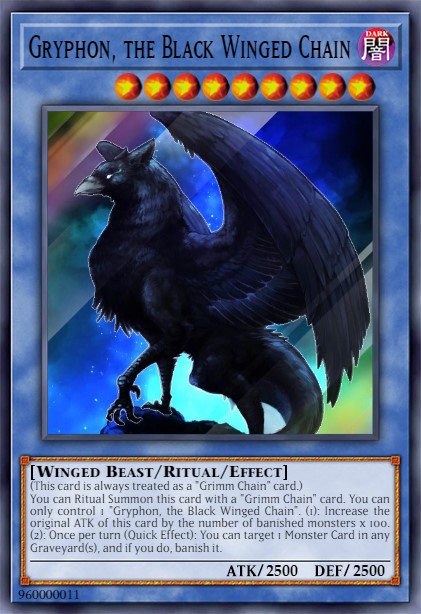 Gryphon, the Black Winged Chain
DARK
闇
[Winged Beast/Ritual/Effect]
(This card is always treated as a "Grimm Chain" card.)
You can Ritual Summon this card with a "Grimm Chain" card. You can
only control 1 "Gryphon, the Black Winged Chain". (1): Increase the
original ATK of this card by the number of banished monsters x 100.
(2): Once per turn (Quick Effect): You can target 1 Monster Card in any
Graveyard(s), and if you do, banish it.
ATK/2500 DEF/2500
960000011